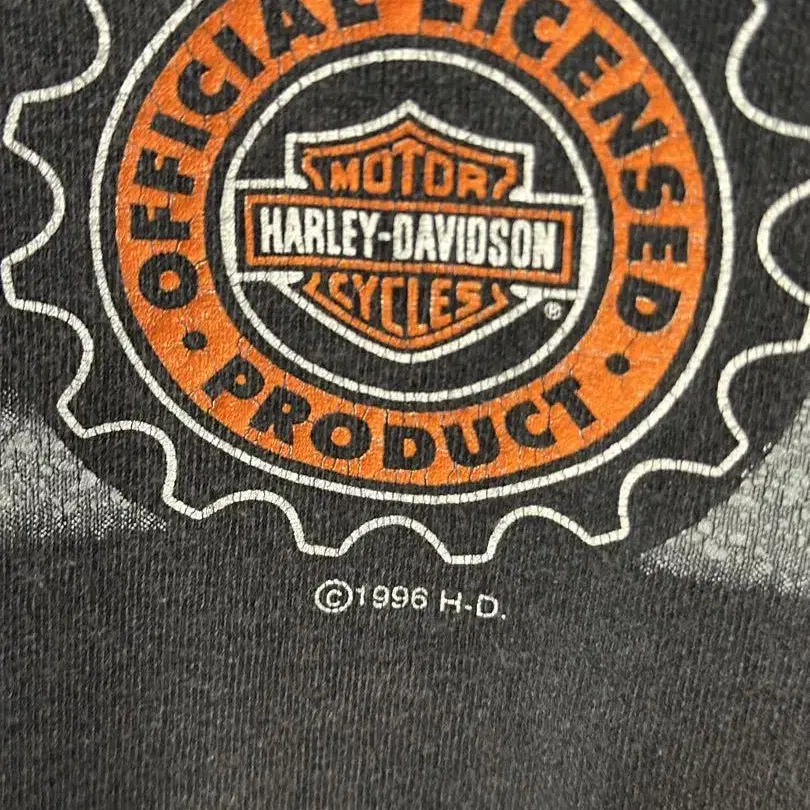 OFFICIAL LICENSED
MOTOR
HARLEY-DAVIDSON
CYCLES
®
• PRODUCT •
©1996 H-D.